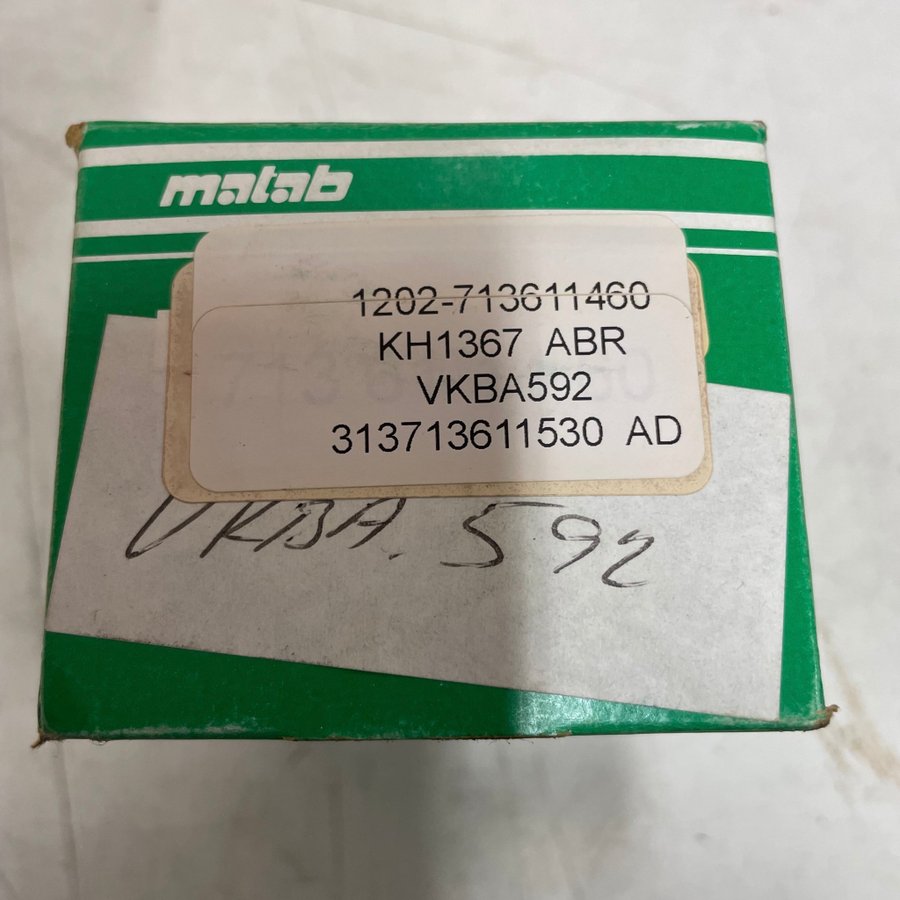 matab
1202-713611460
KH1367 ABR
VKBA592
313713611530 AD
VKBA. 592